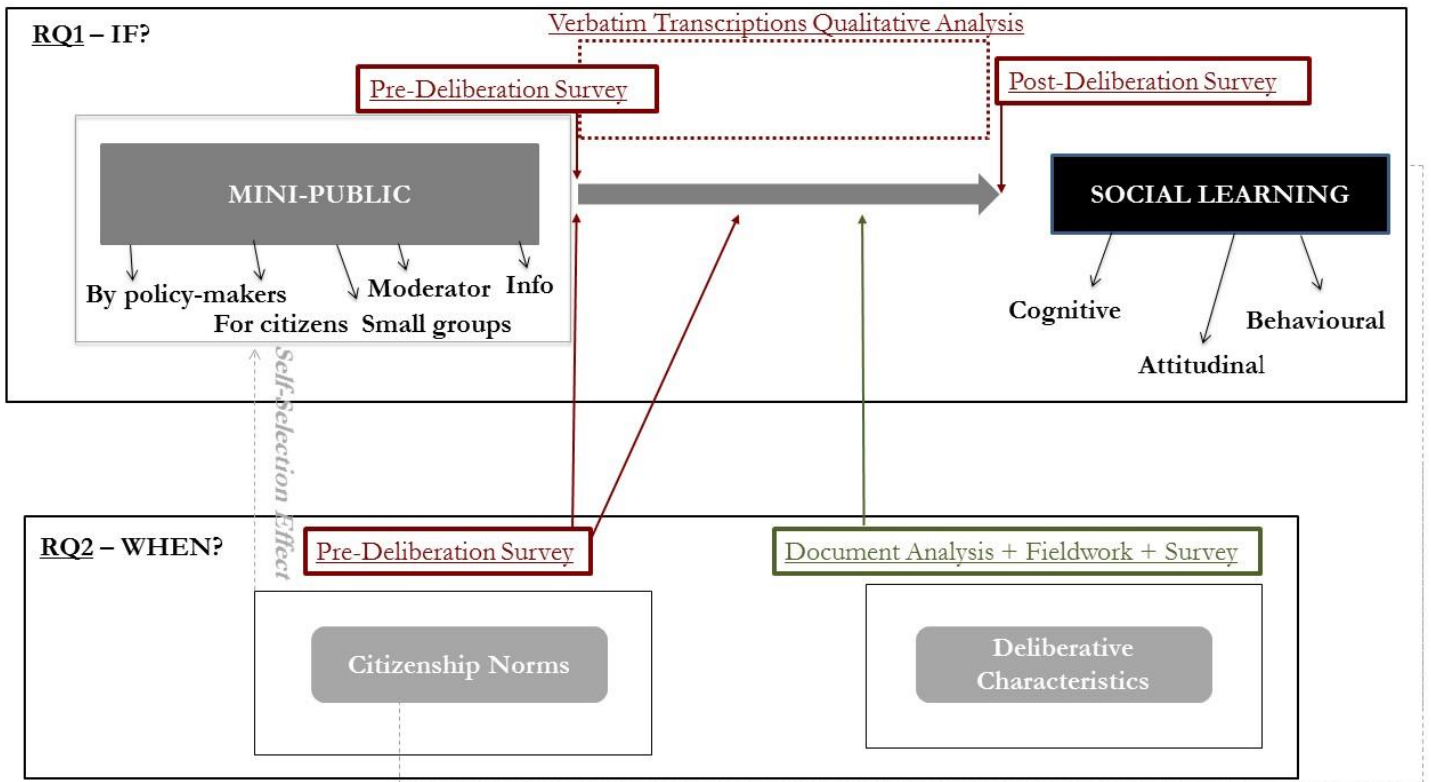 Verbatim Transcriptions Qualitative Analysis
RQ1 – IF?
Pre-Deliberation Survey
Post-Deliberation Survey
MINI-PUBLIC
SOCIAL LEARNING
By policy-makers
For citizens
Small groups
Moderator
Info
Cognitive
Attitudinal
Behavioural
Self-Selection Effect
RQ2 – WHEN?
Pre-Deliberation Survey
Document Analysis + Fieldwork + Survey
Citizenship Norms
Deliberative
Characteristics